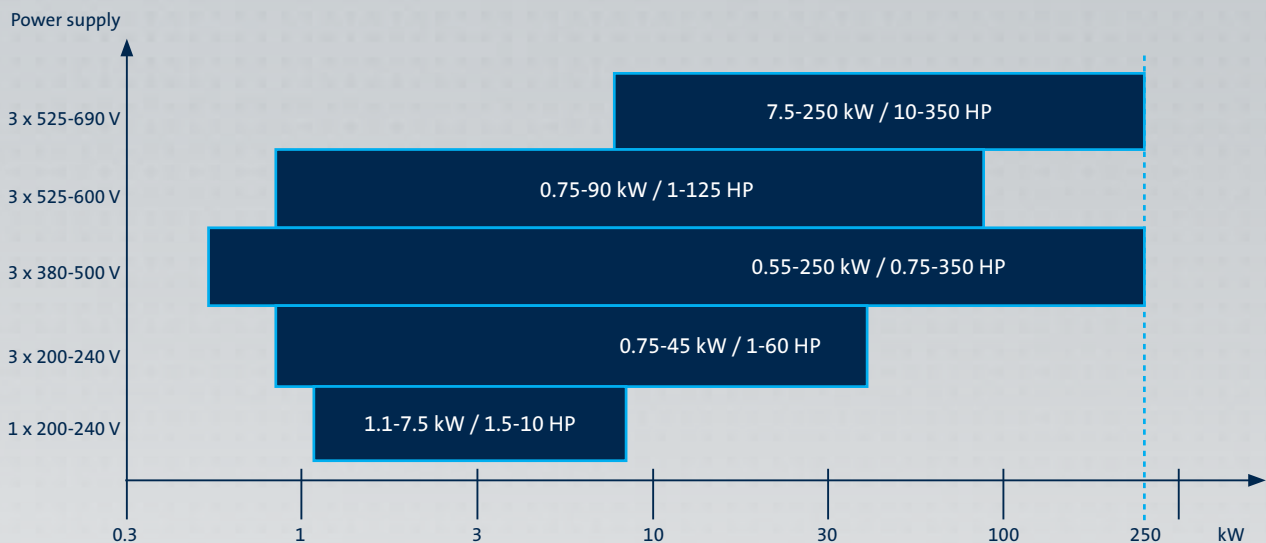 Power supply
3 x 525-690 V
7.5-250 kW / 10-350 HP
3 x 525-600 V
0.75-90 kW / 1-125 HP
3 x 380-500 V
0.55-250 kW / 0.75-350 HP
3 x 200-240 V
0.75-45 kW / 1-60 HP
1 x 200-240 V
1.1-7.5 kW / 1.5-10 HP
0.3 1 3 10 30 100 250 kW